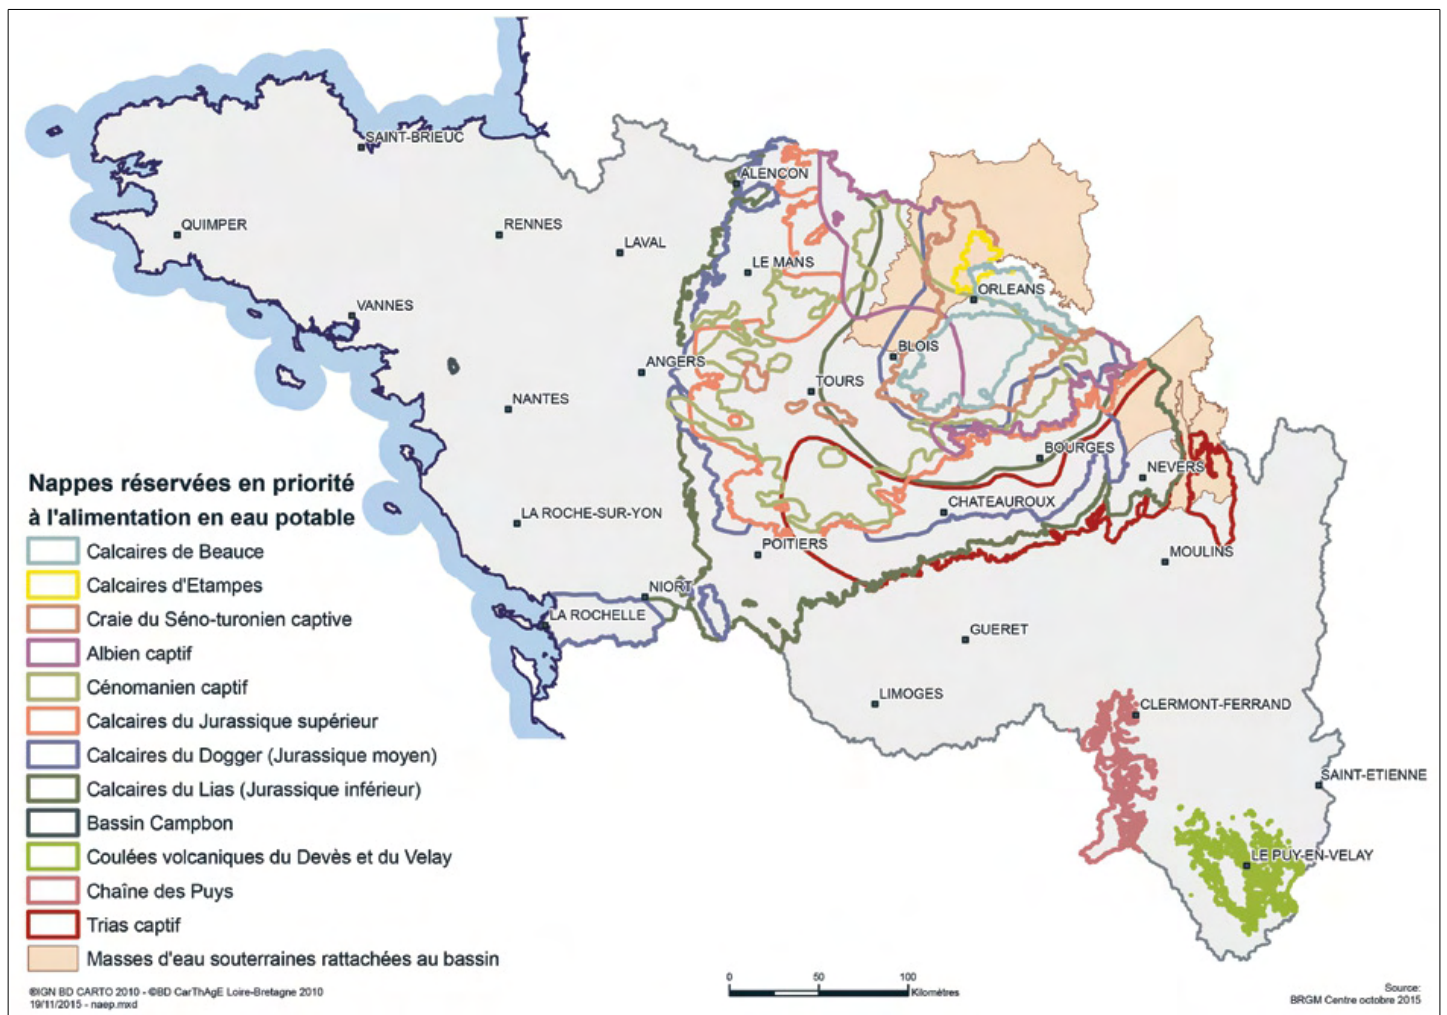 SAINT-BRIEUC
ALENCON
QUIMPER
RENNES
LAVAL
LE MANS
ORLEANS
VANNES
BLOIS
ANGERS
TOURS
NANTES
BOURGES
NEVERS
CHATEAUROUX
LA ROCHE-SUR-YON
POITIERS
MOULINS
NIORT
LA ROCHELLE
GUERET
LIMOGES
CLERMONT-FERRAND
SAINT-ETIENNE
LE PUY-EN-VELAY
Nappes réservées en priorité
à l'alimentation en eau potable
Calcaires de Beauce
Calcaires d'Etampes
Craie du Séno-turonien captive
Albien captif
Cénomanien captif
Calcaires du Jurassique supérieur
Calcaires du Dogger (Jurassique moyen)
Calcaires du Lias (Jurassique inférieur)
Bassin Campbon
Coulées volcaniques du Devès et du Velay
Chaîne des Puys
Trias captif
Masses d'eau souterraines rattachées au bassin
©IGN BD CARTO 2010 - ©BD CarThAgE Loire-Bretagne 2010
19/11/2015 - naep.mxd
0 50 100
Kilomètres
Source:
BRGM Centre octobre 2015